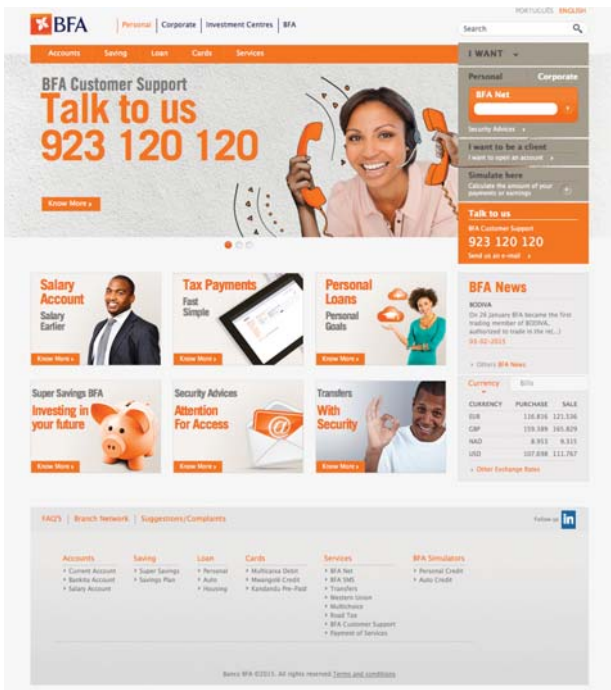 PORTUGUÊS ENGLISH
BFA
Personal | Corporate | Investment Centres | BFA
Search
Accounts Saving Loan Cards Services
I WANT
BFA Customer Support
Talk to us
923 120 120
Know More
Personal Corporate
BFA Net
Security Advices
I want to be a client
I want to open an account
Simulate here
Calculate the amount of your
payments or earnings
Talk to us
BFA Customer Support
923 120 120
Send us an e-mail
Salary
Account
Salary
Earlier
Know More
Tax Payments
Fast
Simple
Know More
Personal
Loans
Personal
Goals
Know More
BFA News
BODIVA
On 26 January BFA became the first
trading member of BODIVA,
authorized to trade in the re(...)
03-02-2015
Others BFA News
Super Savings BFA
Investing in
your future
Know More
Security Advices
Attention
For Access
@
Know More
Transfers
With
Security
Know More
Currency Bills
CURRENCY PURCHASE SALE
EUR 118.816 121.536
GBP 159.389 165.829
NAD 8.953 9.315
USD 107.698 111.767
Other Exchange Rates
FAQ'S | Branch Network | Suggestions/Complaints
Follow us in
Accounts
Current Account
Bankita Account
Salary Account
Saving
Super Savings
Savings Plan
Loan
Personal
Auto
Housing
Cards
Multicaixa Debit
Mwangolé Credit
Kandandu Pre-Paid
Services
BFA Net
BFA SMS
Transfers
Western Union
Multichoice
Road Tax
BFA Customer Support
Payment of Services
BFA Simulators
Personal Credit
Auto Credit
Banco BFA ©2015. All rights reserved Terms and conditions